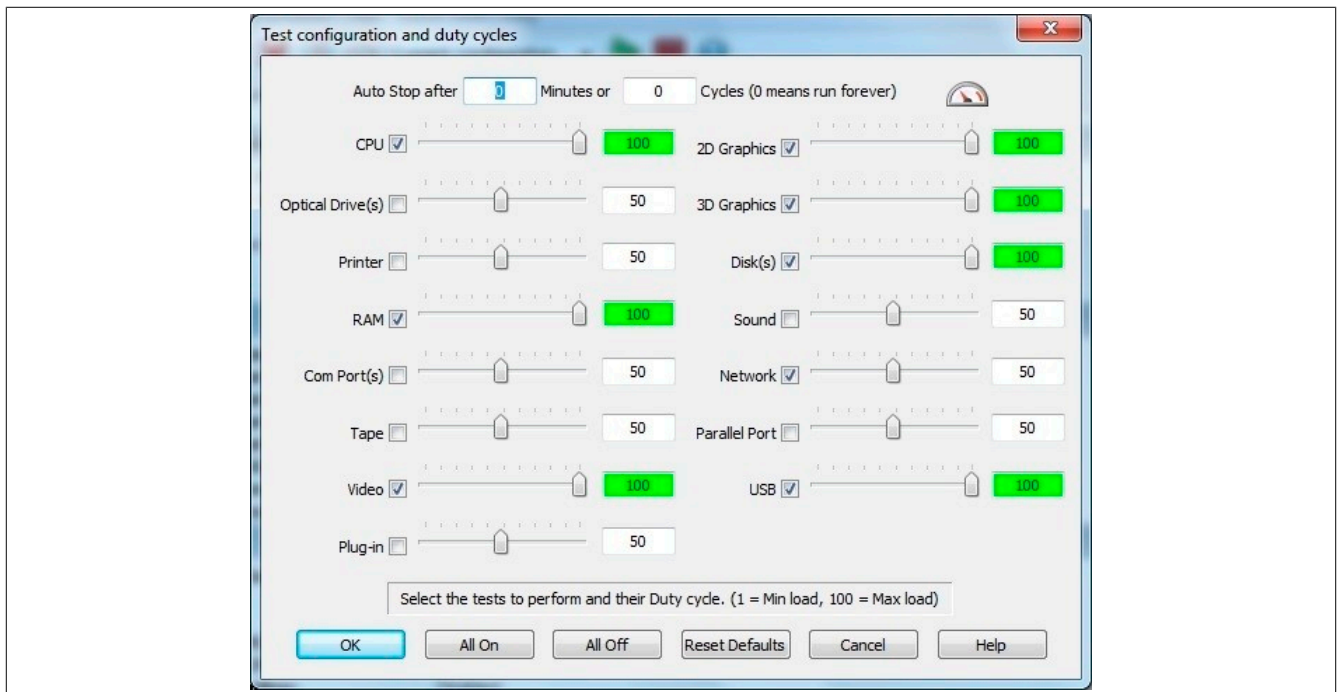 Test configuration and duty cycles
Auto Stop after 0 Minutes or 0 Cycles (0 means run forever)
CPU 100 2D Graphics 100
Optical Drive(s) 50 3D Graphics 100
Printer 50 Disk(s) 100
RAM 100 Sound 50
Com Port(s) 50 Network 50
Tape 50 Parallel Port 50
Video 100 USB 100
Plug-in 50
Select the tests to perform and their Duty cycle. (1 = Min load, 100 = Max load)
OK All On All Off Reset Defaults Cancel Help